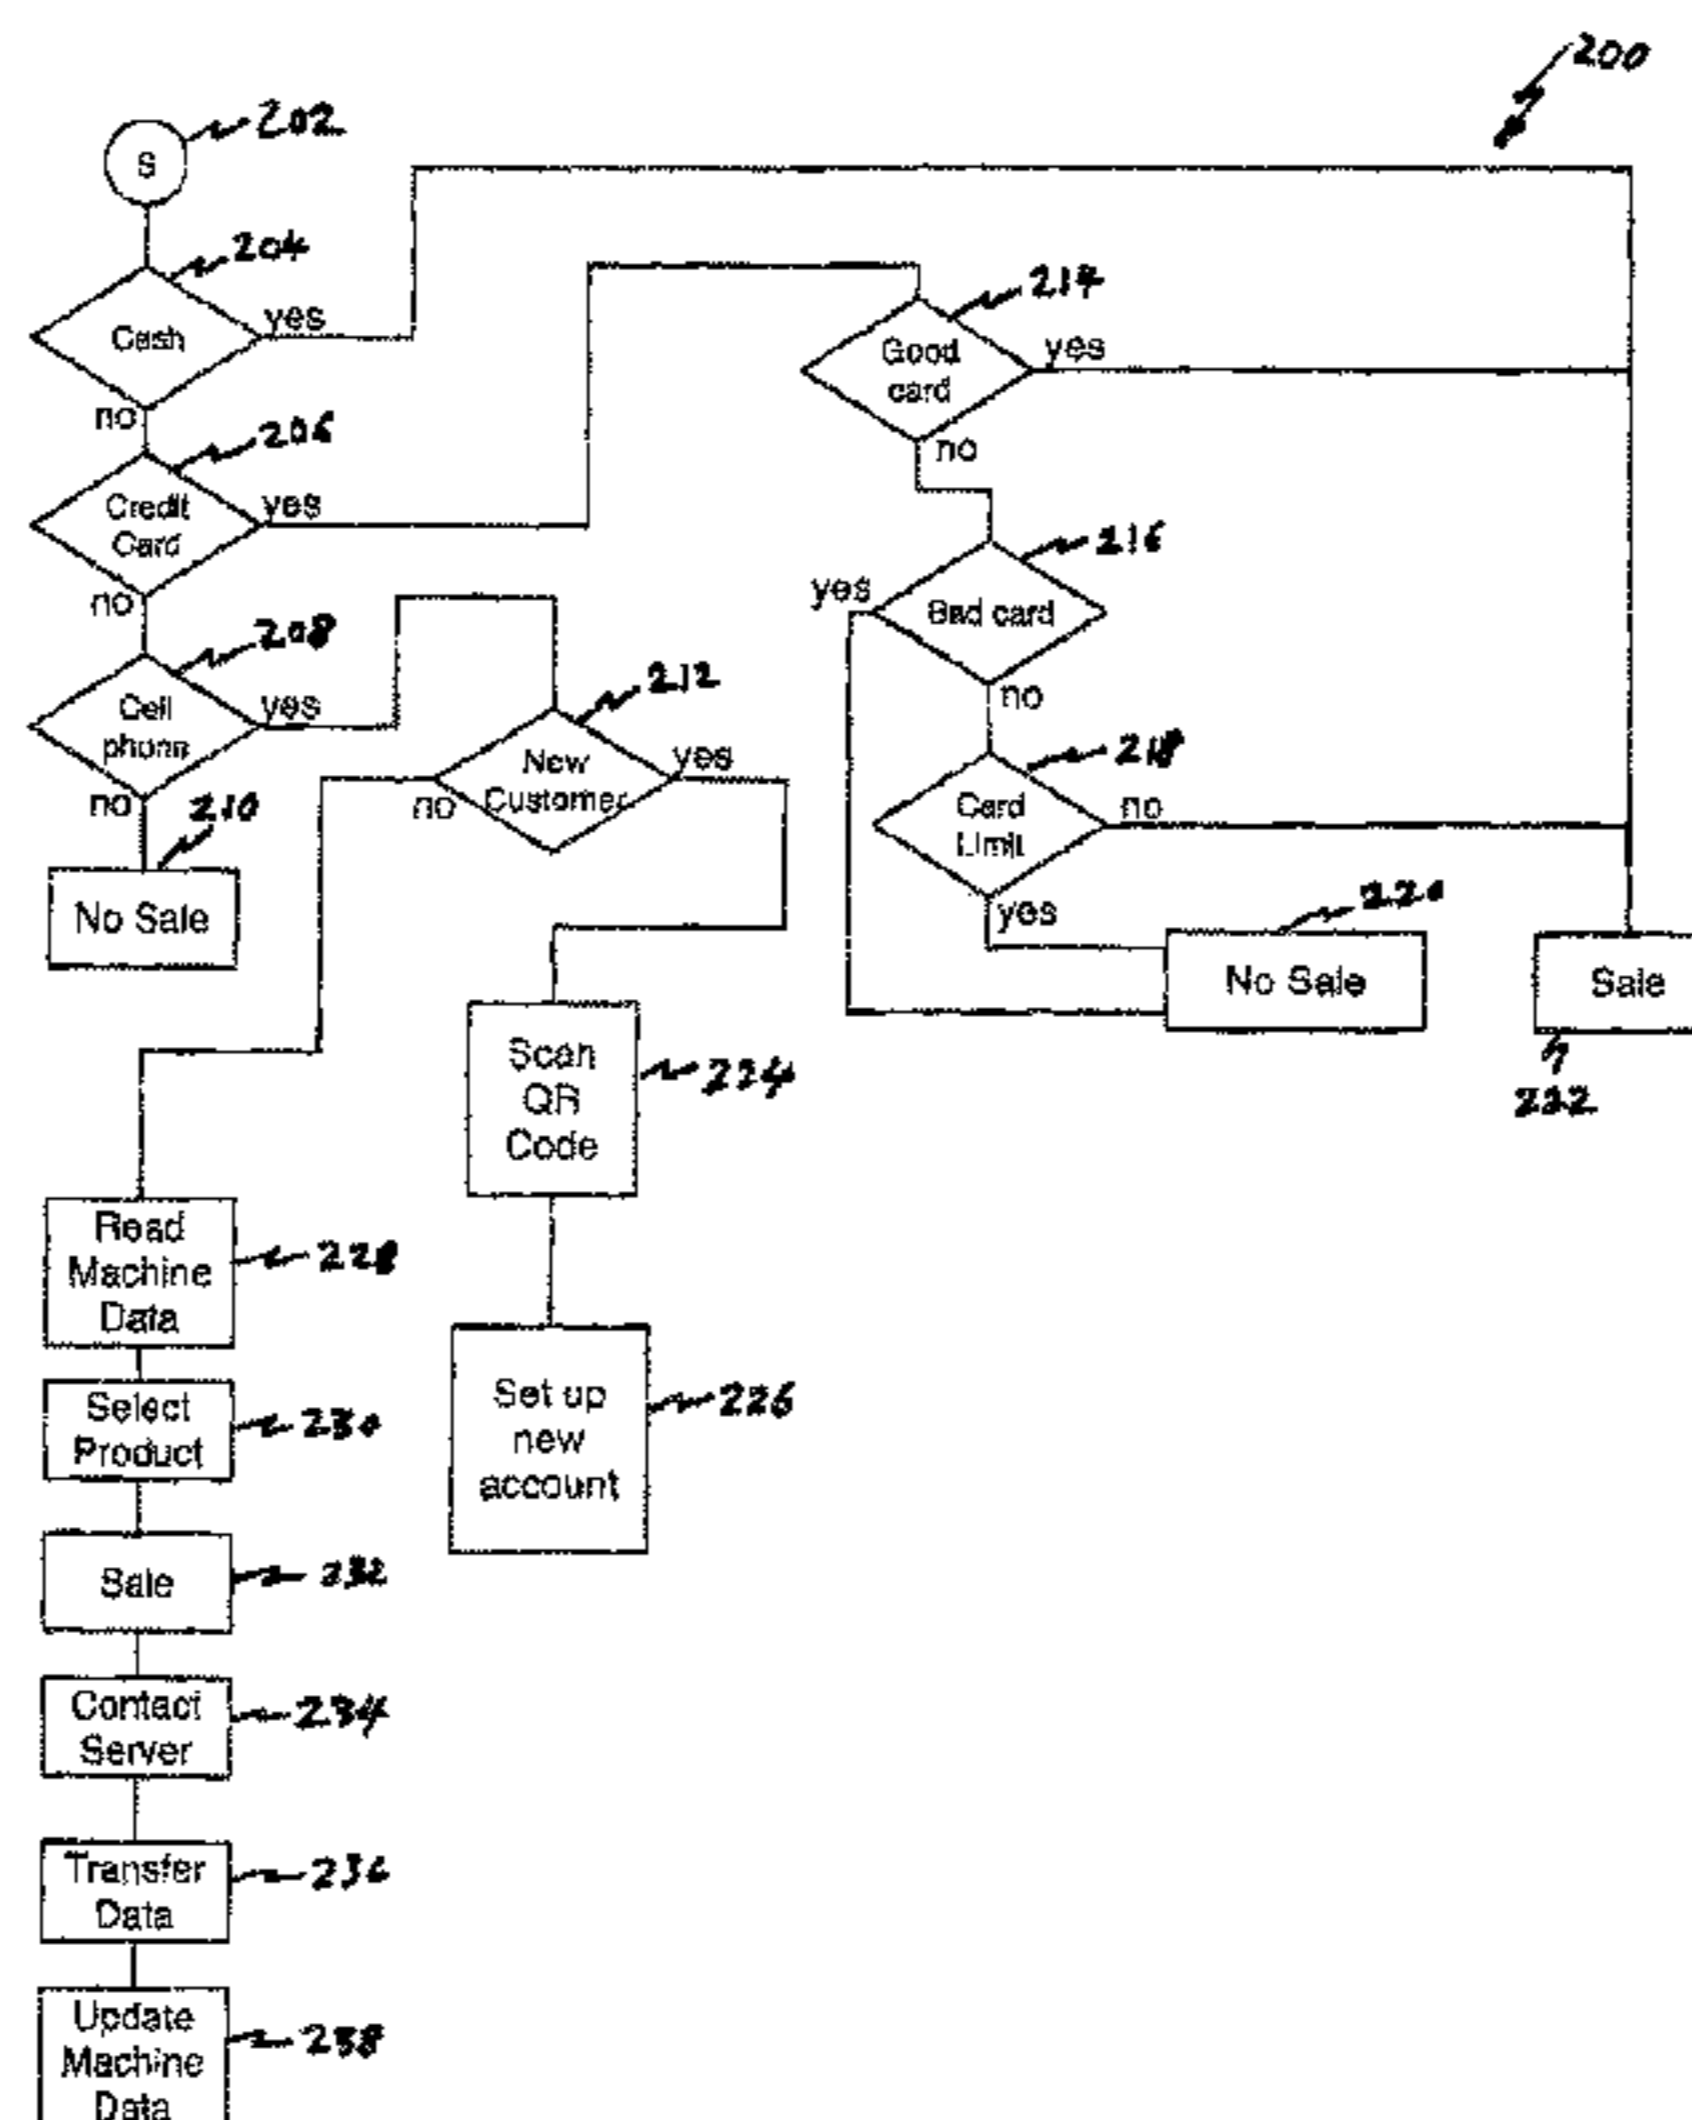 200
202
S
204
Cash
yes
no
206
Credit
Card
yes
no
208
Cell
phone
yes
no
210
No Sale
212
New
Customer
yes
no
214
Good
card
yes
no
216
Bad card
yes
no
218
Card
Limit
no
yes
220
No Sale
Sale
222
Scan
QR
Code
224
Set up
new
account
226
Read
Machine
Data
228
Select
Product
230
Sale
232
Contact
Server
234
Transfer
Data
236
Update
Machine
Data
238